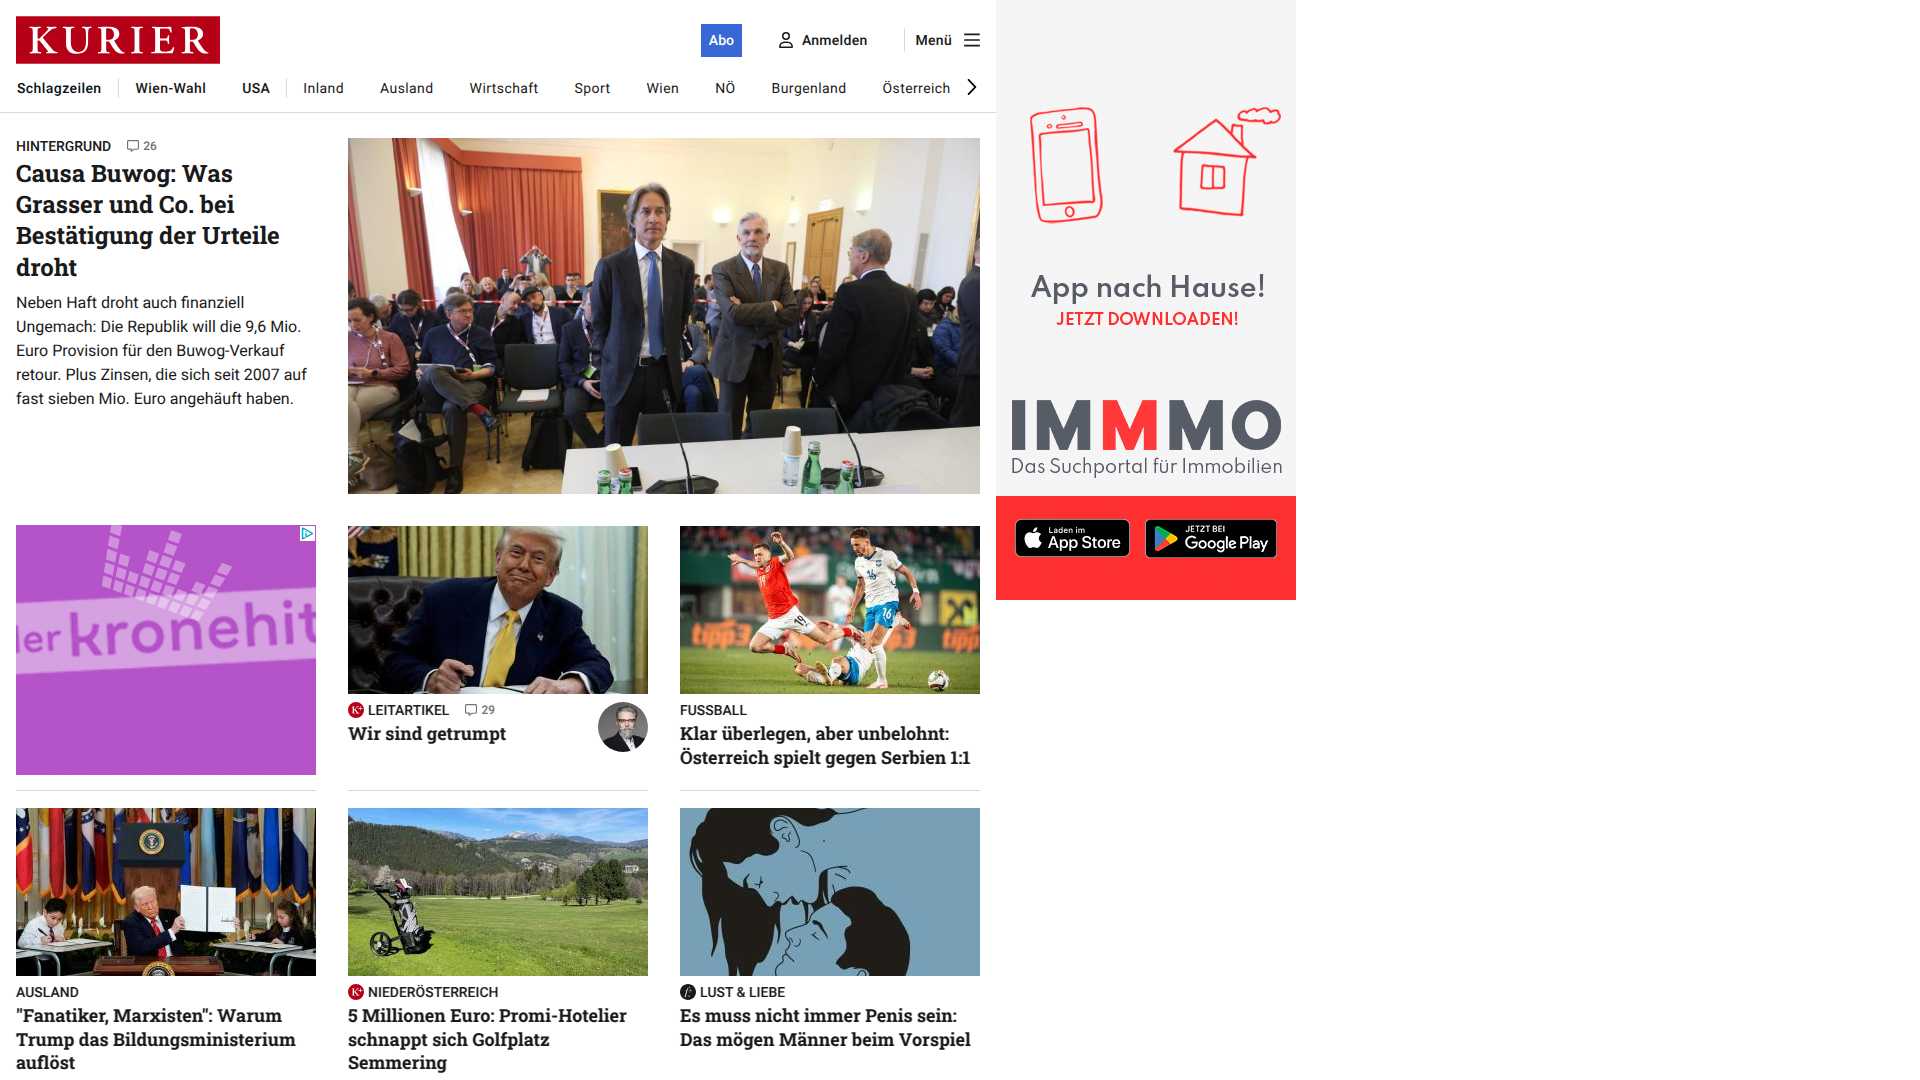 KURIER
Abo
Anmelden
Menü
Schlagzeilen
Wien-Wahl
USA
Inland
Ausland
Wirtschaft
Sport
Wien
NÖ
Burgenland
Österreich
HINTERGRUND
26
Causa Buwog: Was
Grasser und Co. bei
Bestätigung der Urteile
droht
Neben Haft droht auch finanziell
Ungemach: Die Republik will die 9,6 Mio.
Euro Provision für den Buwog-Verkauf
retour. Plus Zinsen, die sich seit 2007 auf
fast sieben Mio. Euro angehäuft haben.
App nach Hause!
JETZT DOWNLOADEN!
IMMMO
Das Suchportal für Immobilien
Laden im
App Store
JETZT BEI
Google Play
der kronehit
K+ LEITARTIKEL
29
Wir sind getrumpt
tipp3
19
16
16
tipp
FUSSBALL
Klar überlegen, aber unbelohnt:
Österreich spielt gegen Serbien 1:1
AUSLAND
"Fanatiker, Marxisten": Warum
Trump das Bildungsministerium
auflöst
K+ NIEDERÖSTERREICH
5 Millionen Euro: Promi-Hotelier
schnappt sich Golfplatz
Semmering
f LUST & LIEBE
Es muss nicht immer Penis sein:
Das mögen Männer beim Vorspiel